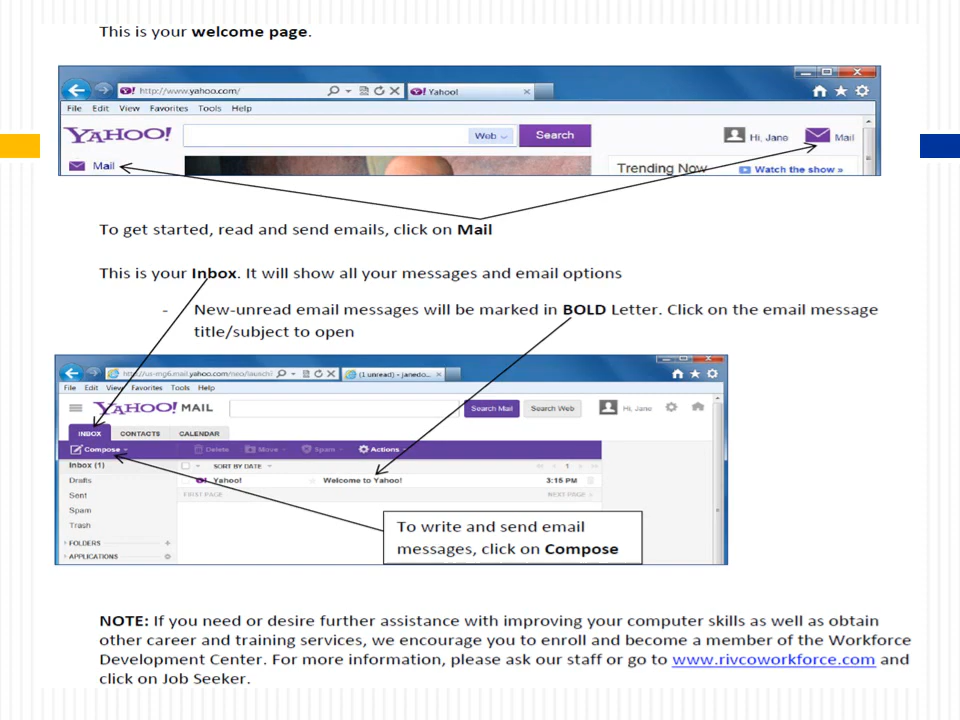 This is your welcome page.
http://www.yahoo.com/
Yahoo!
File Edit View Favorites Tools Help
YAHOO!
Web
Search
Hi, Jane
Mail
Mail
Trending Now
Watch the show »
To get started, read and send emails, click on Mail
This is your Inbox. It will show all your messages and email options
- New-unread email messages will be marked in BOLD Letter. Click on the email message
title/subject to open
(1 unread) - janedo...
File Edit View Favorites Tools Help
YAHOO! MAIL
Search Mail
Search Web
Hi, Jane
INBOX CONTACTS CALENDAR
Compose Delete Move Spam Actions
Inbox (1)
SORT BY DATE
1
Drafts
Yahoo! Welcome to Yahoo! 3:15 PM
Sent
FIRST PAGE NEXT PAGE
Spam
Trash
FOLDERS +
APPLICATIONS
To write and send email
messages, click on Compose
NOTE: If you need or desire further assistance with improving your computer skills as well as obtain
other career and training services, we encourage you to enroll and become a member of the Workforce
Development Center. For more information, please ask our staff or go to www.rivcoworkforce.com and
click on Job Seeker.